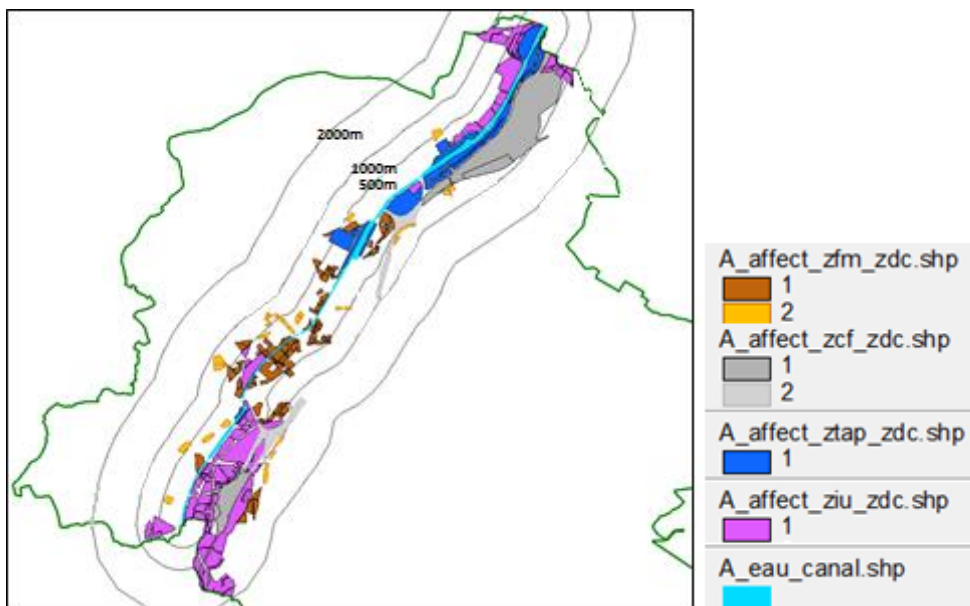 2000m
1000m
500m
A_affect_zfm_zdc.shp
1
2
A_affect_zcf_zdc.shp
1
2
A_affect_ztap_zdc.shp
1
A_affect_ziu_zdc.shp
1
A_eau_canal.shp